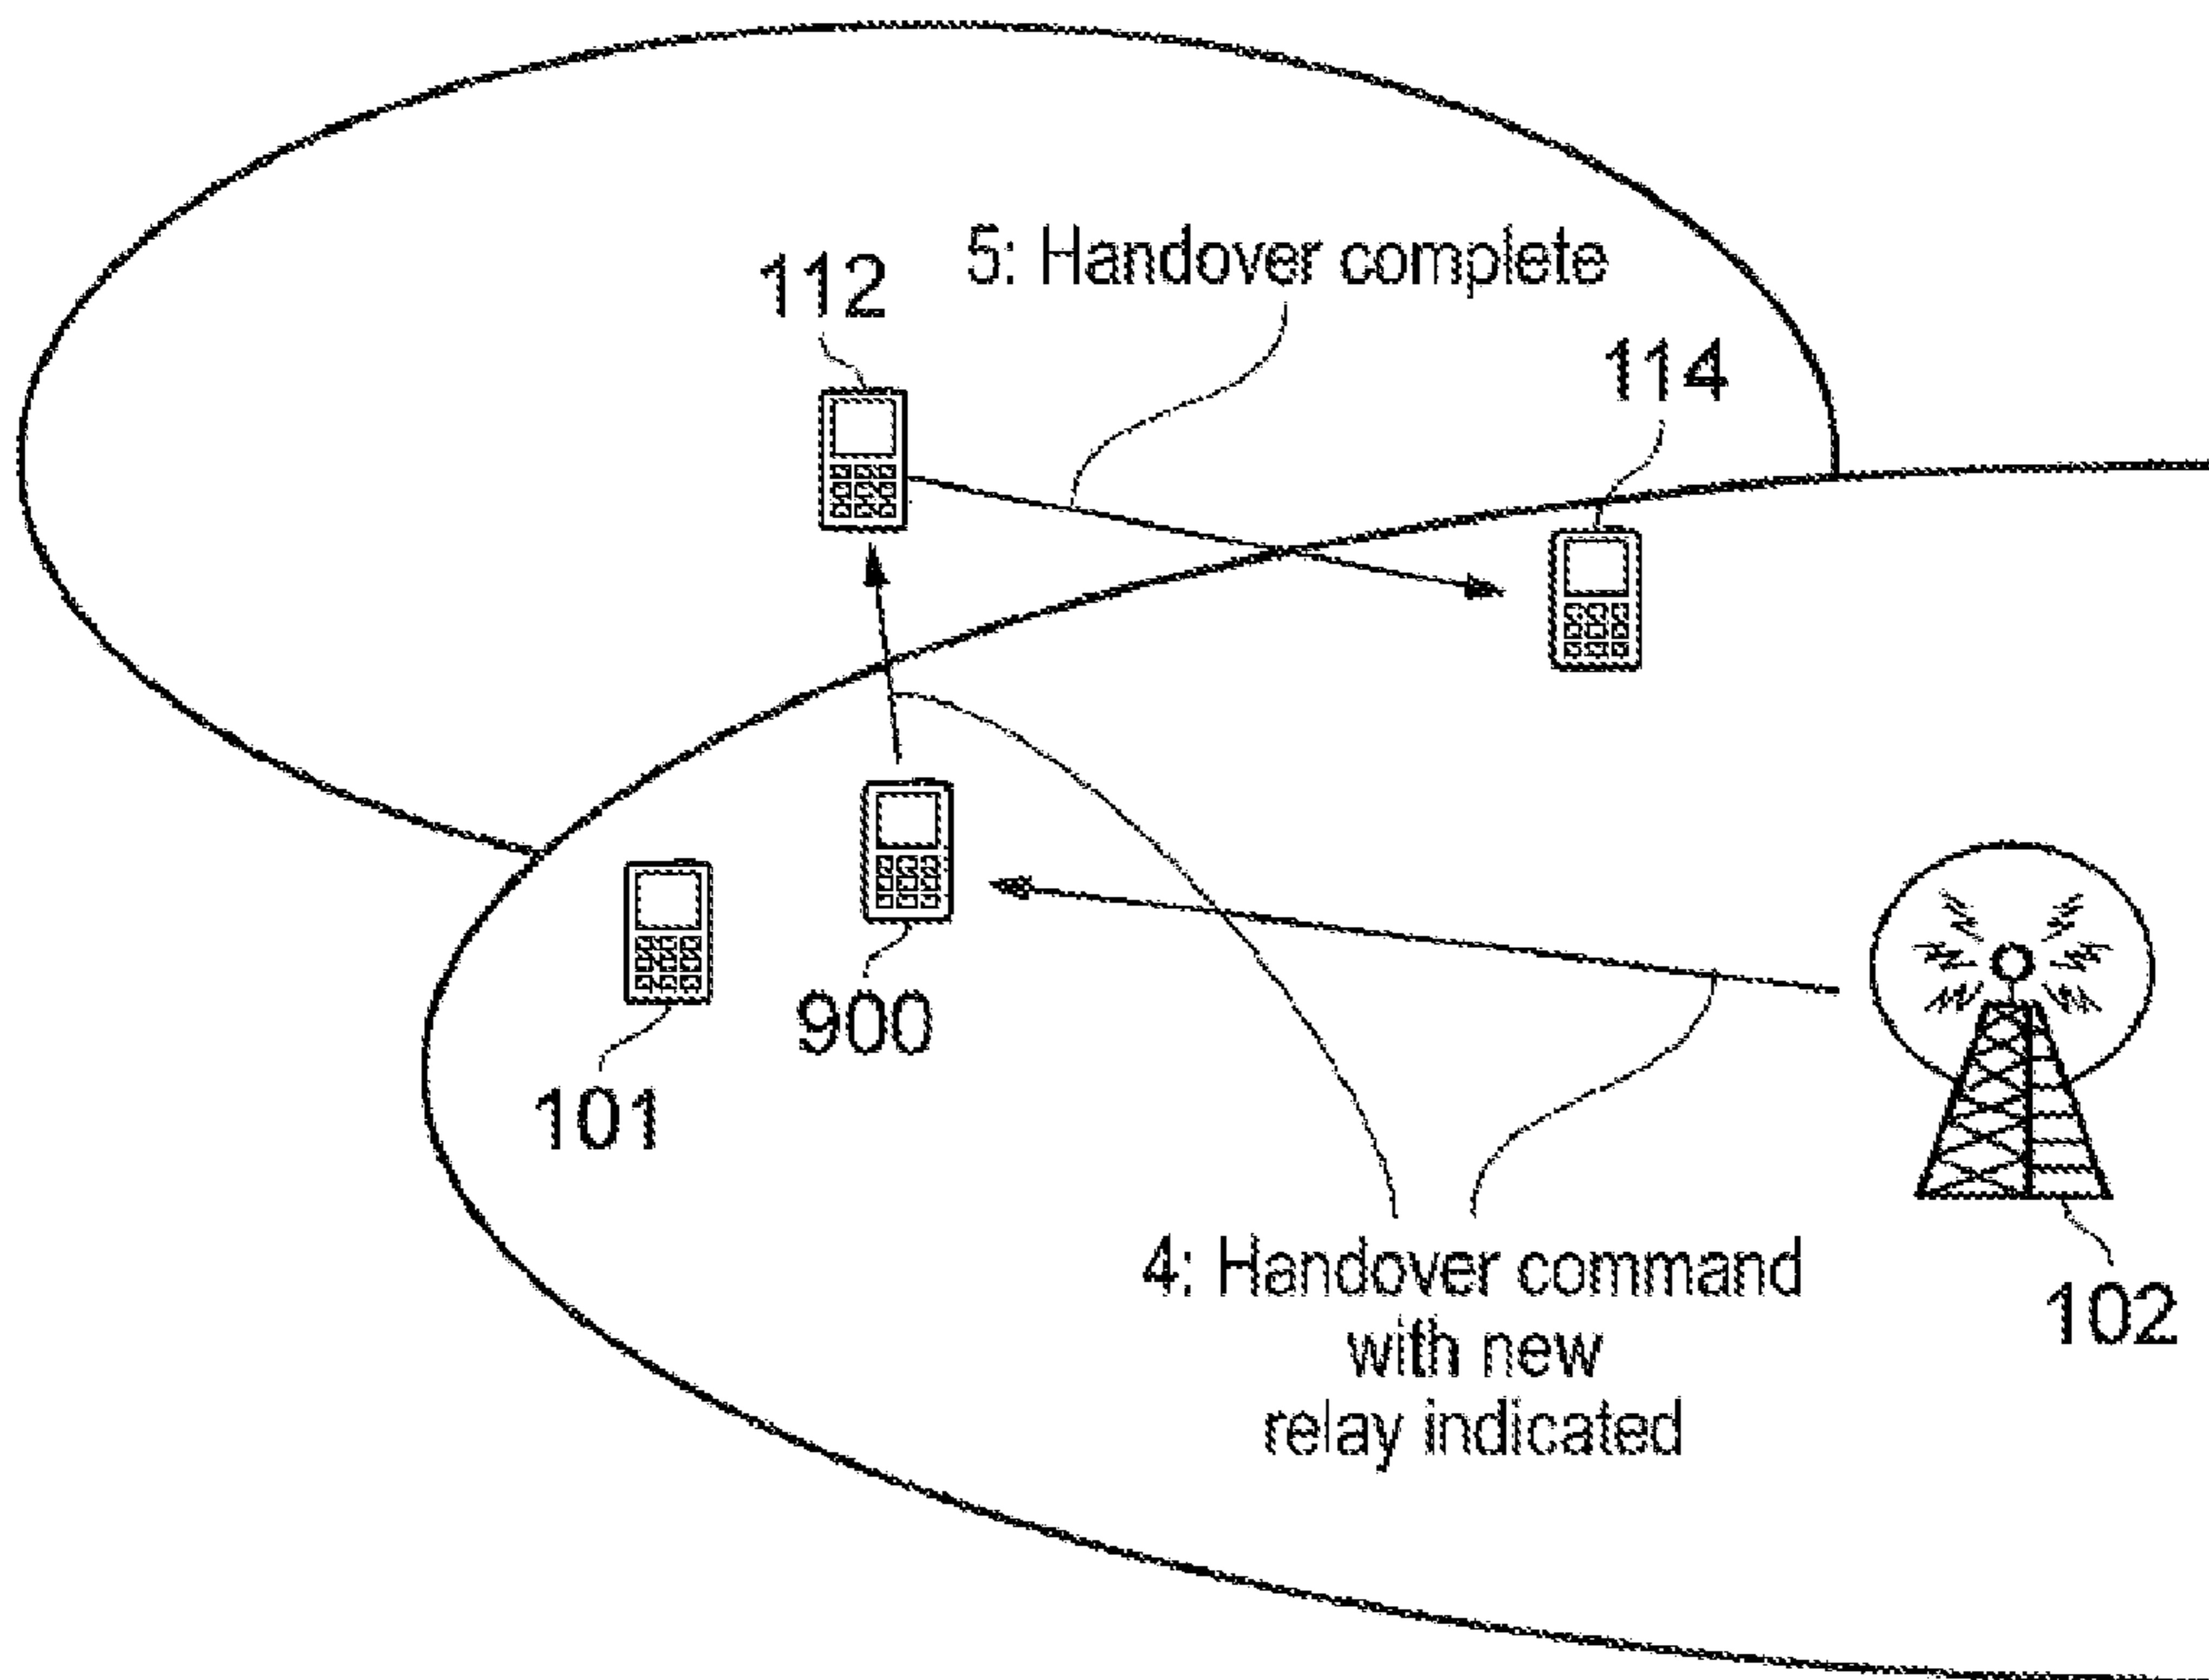 5: Handover complete
112
114
900
101
4: Handover command
with new
relay indicated
102